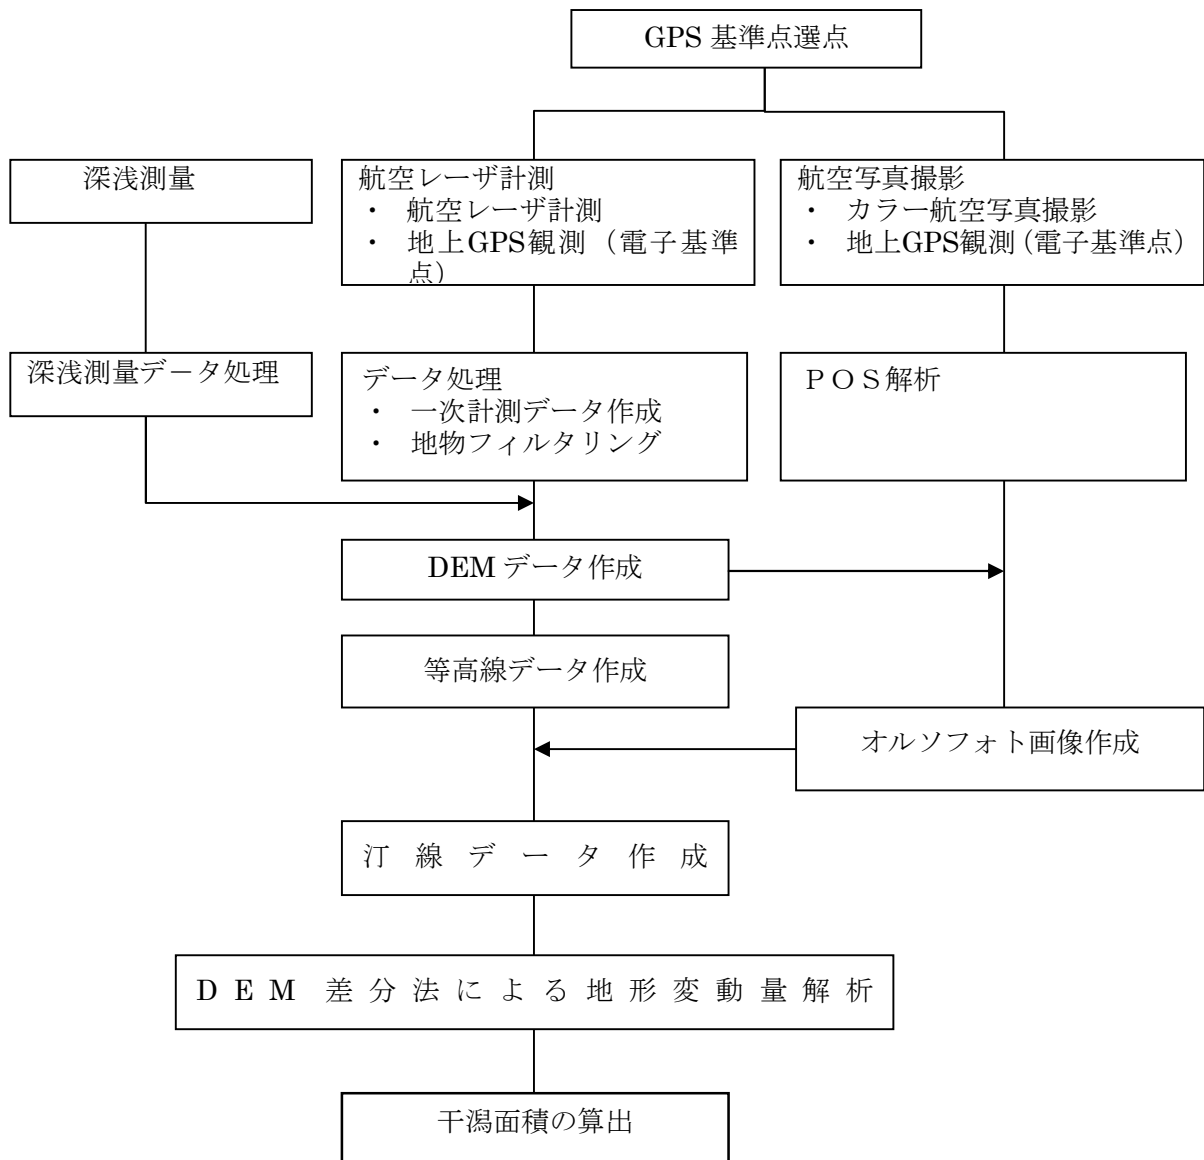 GPS 基準点選点
深浅測量
航空レーザ計測
・ 航空レーザ計測
・ 地上GPS観測（電子基準
点）
航空写真撮影
・ カラー航空写真撮影
・ 地上GPS観測（電子基準点）
深浅測量データ処理
データ処理
・ 一次計測データ作成
・ 地物フィルタリング
ＰＯＳ解析
DEM データ作成
等高線データ作成
オルソフォト画像作成
汀線データ作成
DEM 差分法による地形変動量解析
干潟面積の算出